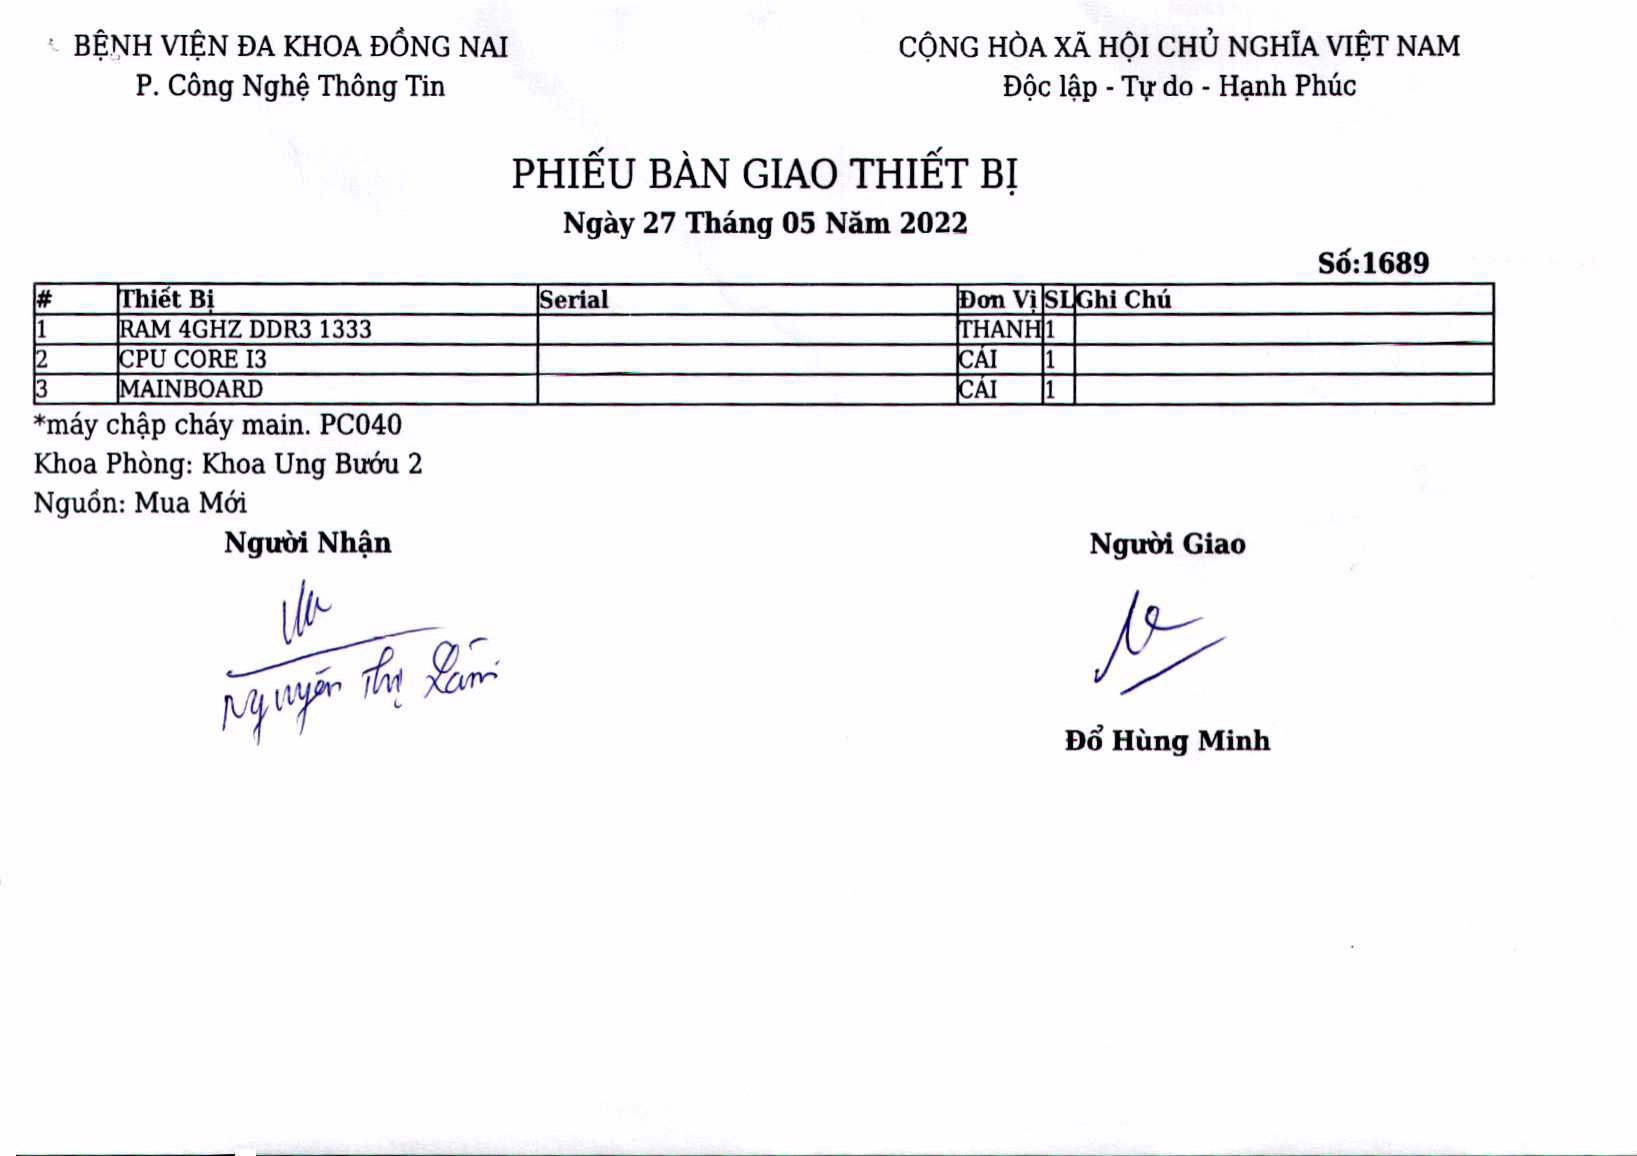 BỆNH VIỆN ĐA KHOA ĐỒNG NAI
P. Công Nghệ Thông Tin
CỘNG HÒA XÃ HỘI CHỦ NGHĨA VIỆT NAM
Độc lập - Tự do - Hạnh Phúc
PHIẾU BÀN GIAO THIẾT BỊ
Ngày 27 Tháng 05 Năm 2022
Số:1689
# Thiết Bị Serial Đơn Vị SL Ghi Chú
1 RAM 4GHZ DDR3 1333 THANH 1
2 CPU CORE I3 CÁI 1
3 MAINBOARD CÁI 1
*máy chập cháy main. PC040
Khoa Phòng: Khoa Ung Bướu 2
Nguồn: Mua Mới
Người Nhận
Người Giao
Nguyễn Thị
Đổ Hùng Minh